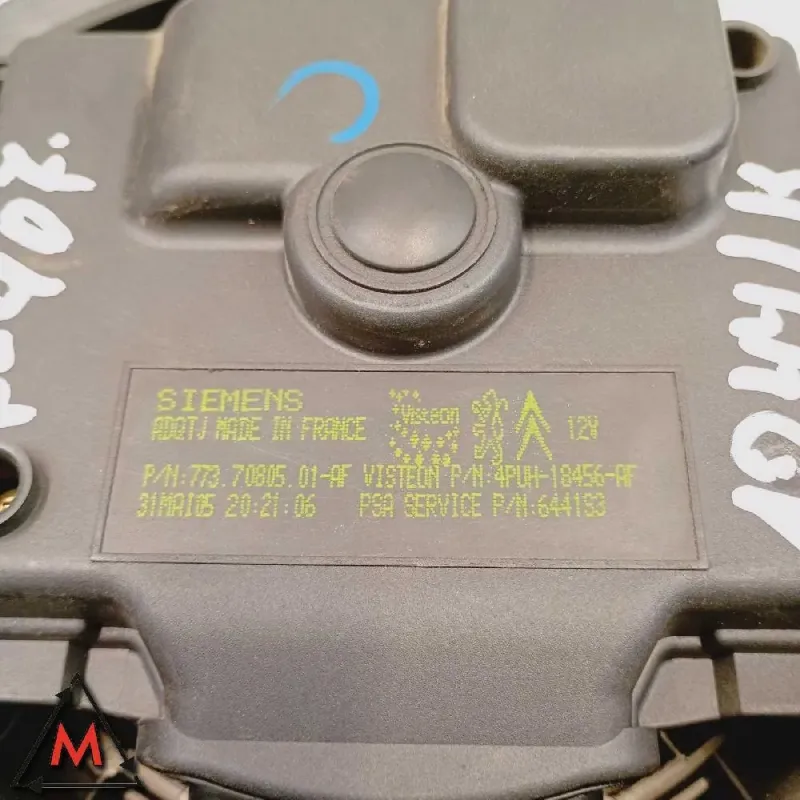 SIEMENS
Visteon
12V
ADQTJ MADE IN FRANCE
P/N:773.70805.01-AF VISTEON P/N:4PUH-18456-AF
31MAI05 20:21:06 PSA SERVICE P/N:6441S3
M